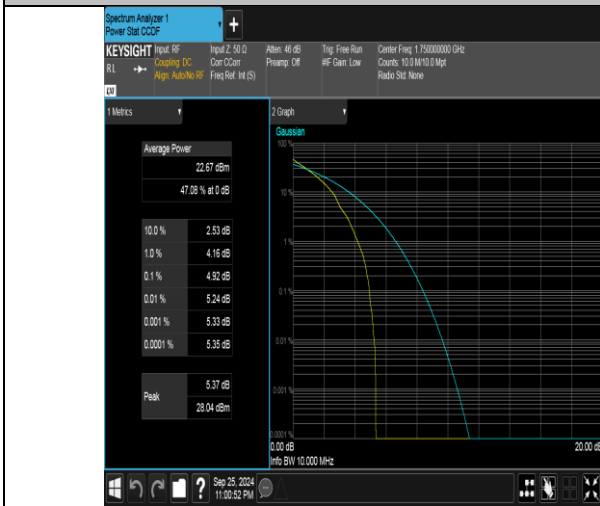 Spectrum Analyzer 1
Power Stat CCDF
+
KEYSIGHT
RL
LXI
Input: RF
Coupling: DC
Align: Auto/No RF
Input Z: 50 Ω
Corr CCorr
Freq Ref: Int (S)
Atten: 46 dB
Preamp: Off
Trig: Free Run
#IF Gain: Low
Center Freq: 1.750000000 GHz
Counts: 10.0 M/10.0 Mpt
Radio Std: None
1 Metrics
Average Power
22.67 dBm
47.08 % at 0 dB
10.0 % 2.53 dB
1.0 % 4.16 dB
0.1 % 4.92 dB
0.01 % 5.24 dB
0.001 % 5.33 dB
0.0001 % 5.35 dB
Peak
5.37 dB
28.04 dBm
2 Graph
Gaussian
100 %
10 %
1 %
0.1 %
0.01 %
0.001 %
0.0001 %
0.00 dB
20.00 dB
Info BW 10.000 MHz
?
Sep 25, 2024
11:00:52 PM